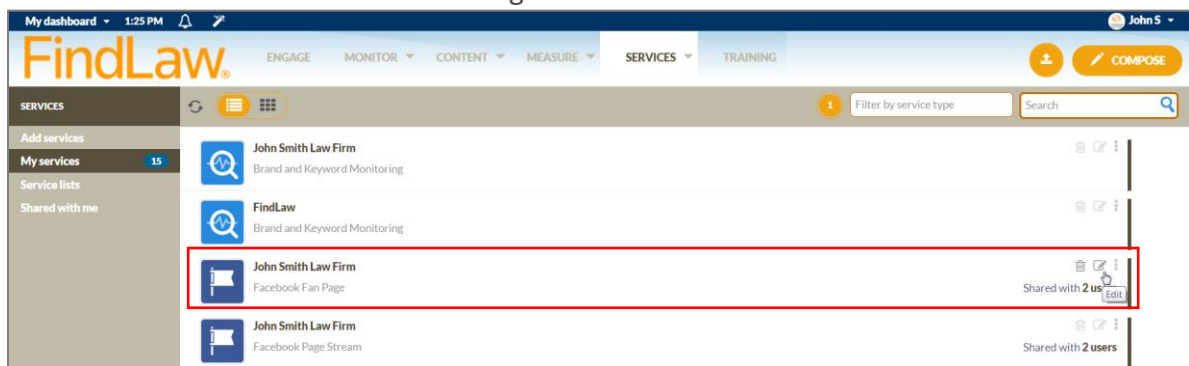 My dashboard 1:25 PM John S
FindLaw® ENGAGE MONITOR CONTENT MEASURE SERVICES TRAINING COMPOSE
SERVICES 1 Filter by service type Search
Add services
My services 15
Service lists
Shared with me
John Smith Law Firm
Brand and Keyword Monitoring
FindLaw
Brand and Keyword Monitoring
John Smith Law Firm
Facebook Fan Page Shared with 2 Edit
John Smith Law Firm
Facebook Page Stream Shared with 2 users